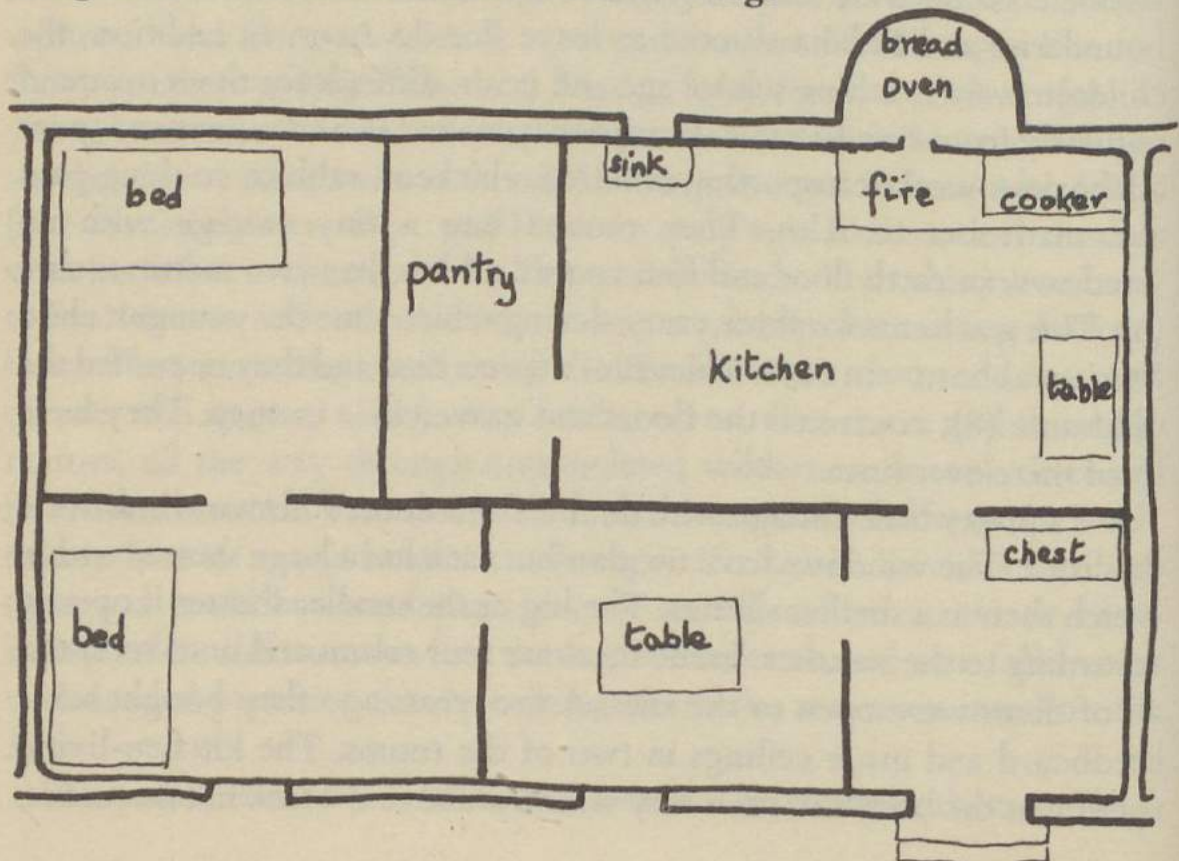 bread
oven
bed
sink
fire
cooker
pantry
Kitchen
table
chest
bed
table